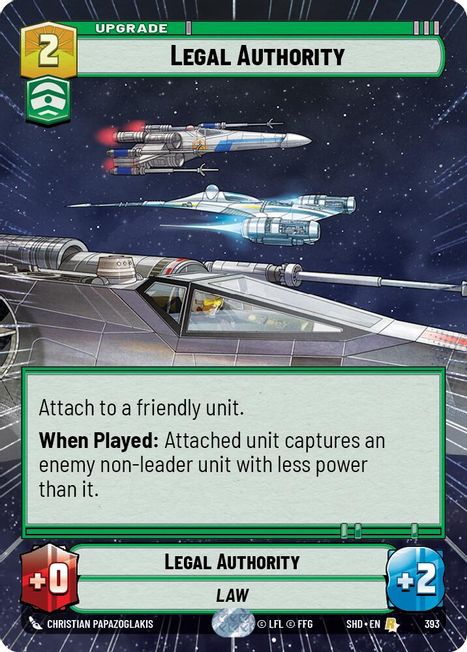 UPGRADE
2
LEGAL AUTHORITY
Attach to a friendly unit.
When Played: Attached unit captures an
enemy non-leader unit with less power
than it.
+0
LEGAL AUTHORITY
LAW
+2
CHRISTIAN PAPAZOGLAKIS
© LFL © FFG
SHD • EN R 393